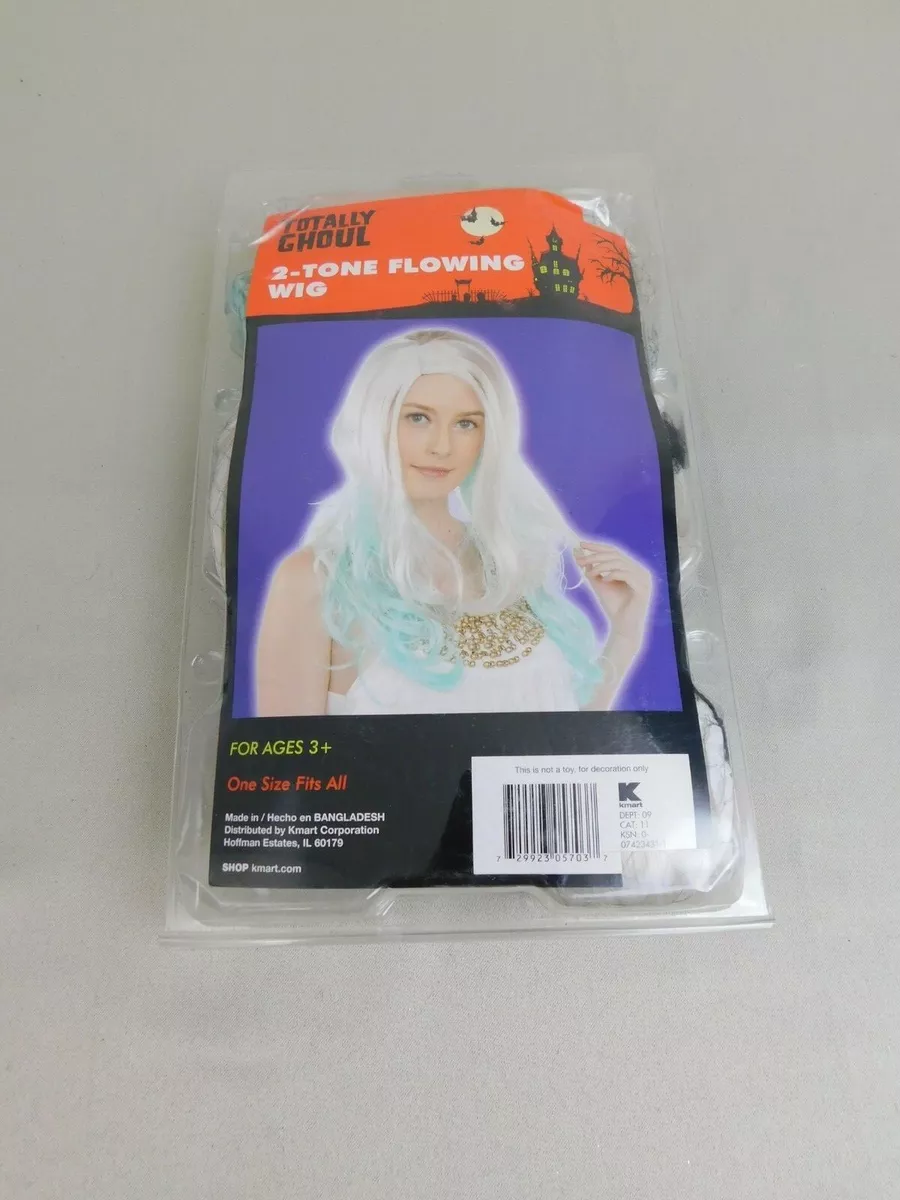 TOTALLY
GHOUL
2-TONE FLOWING
WIG
FOR AGES 3+
One Size Fits All
Made in / Hecho en BANGLADESH
Distributed by Kmart Corporation
Hoffman Estates, IL 60179
SHOP kmart.com
This is not a toy, for decoration only
K
kmart
DEPT: 09
CAT: 11
KSN: 0-
7 29923 05703 7